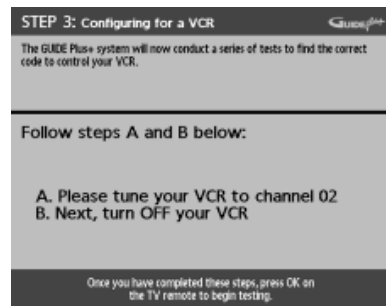 STEP 3: Configuring for a VCR
GUIDEPlus+
The GUIDE Plus+ system will now conduct a series of tests to find the correct
code to control your VCR.
Follow steps A and B below:
A. Please tune your VCR to channel 02
B. Next, turn OFF your VCR
Once you have completed these steps, press OK on
the TV remote to begin testing.